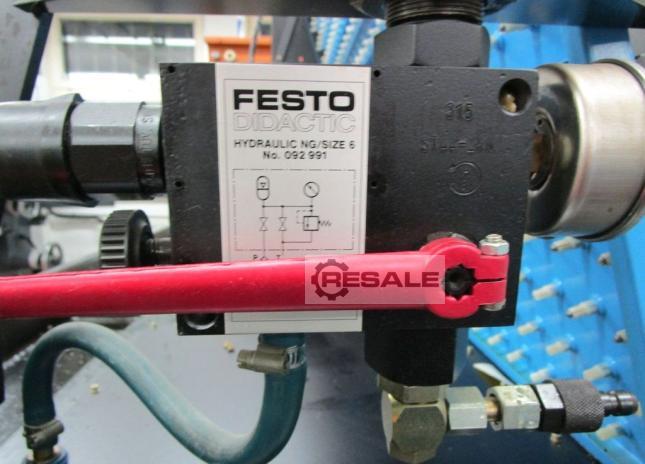 FESTO
DIDACTIC
HYDRAULIC NG/SIZE 6
No. 092 991
P T
315
RESALE